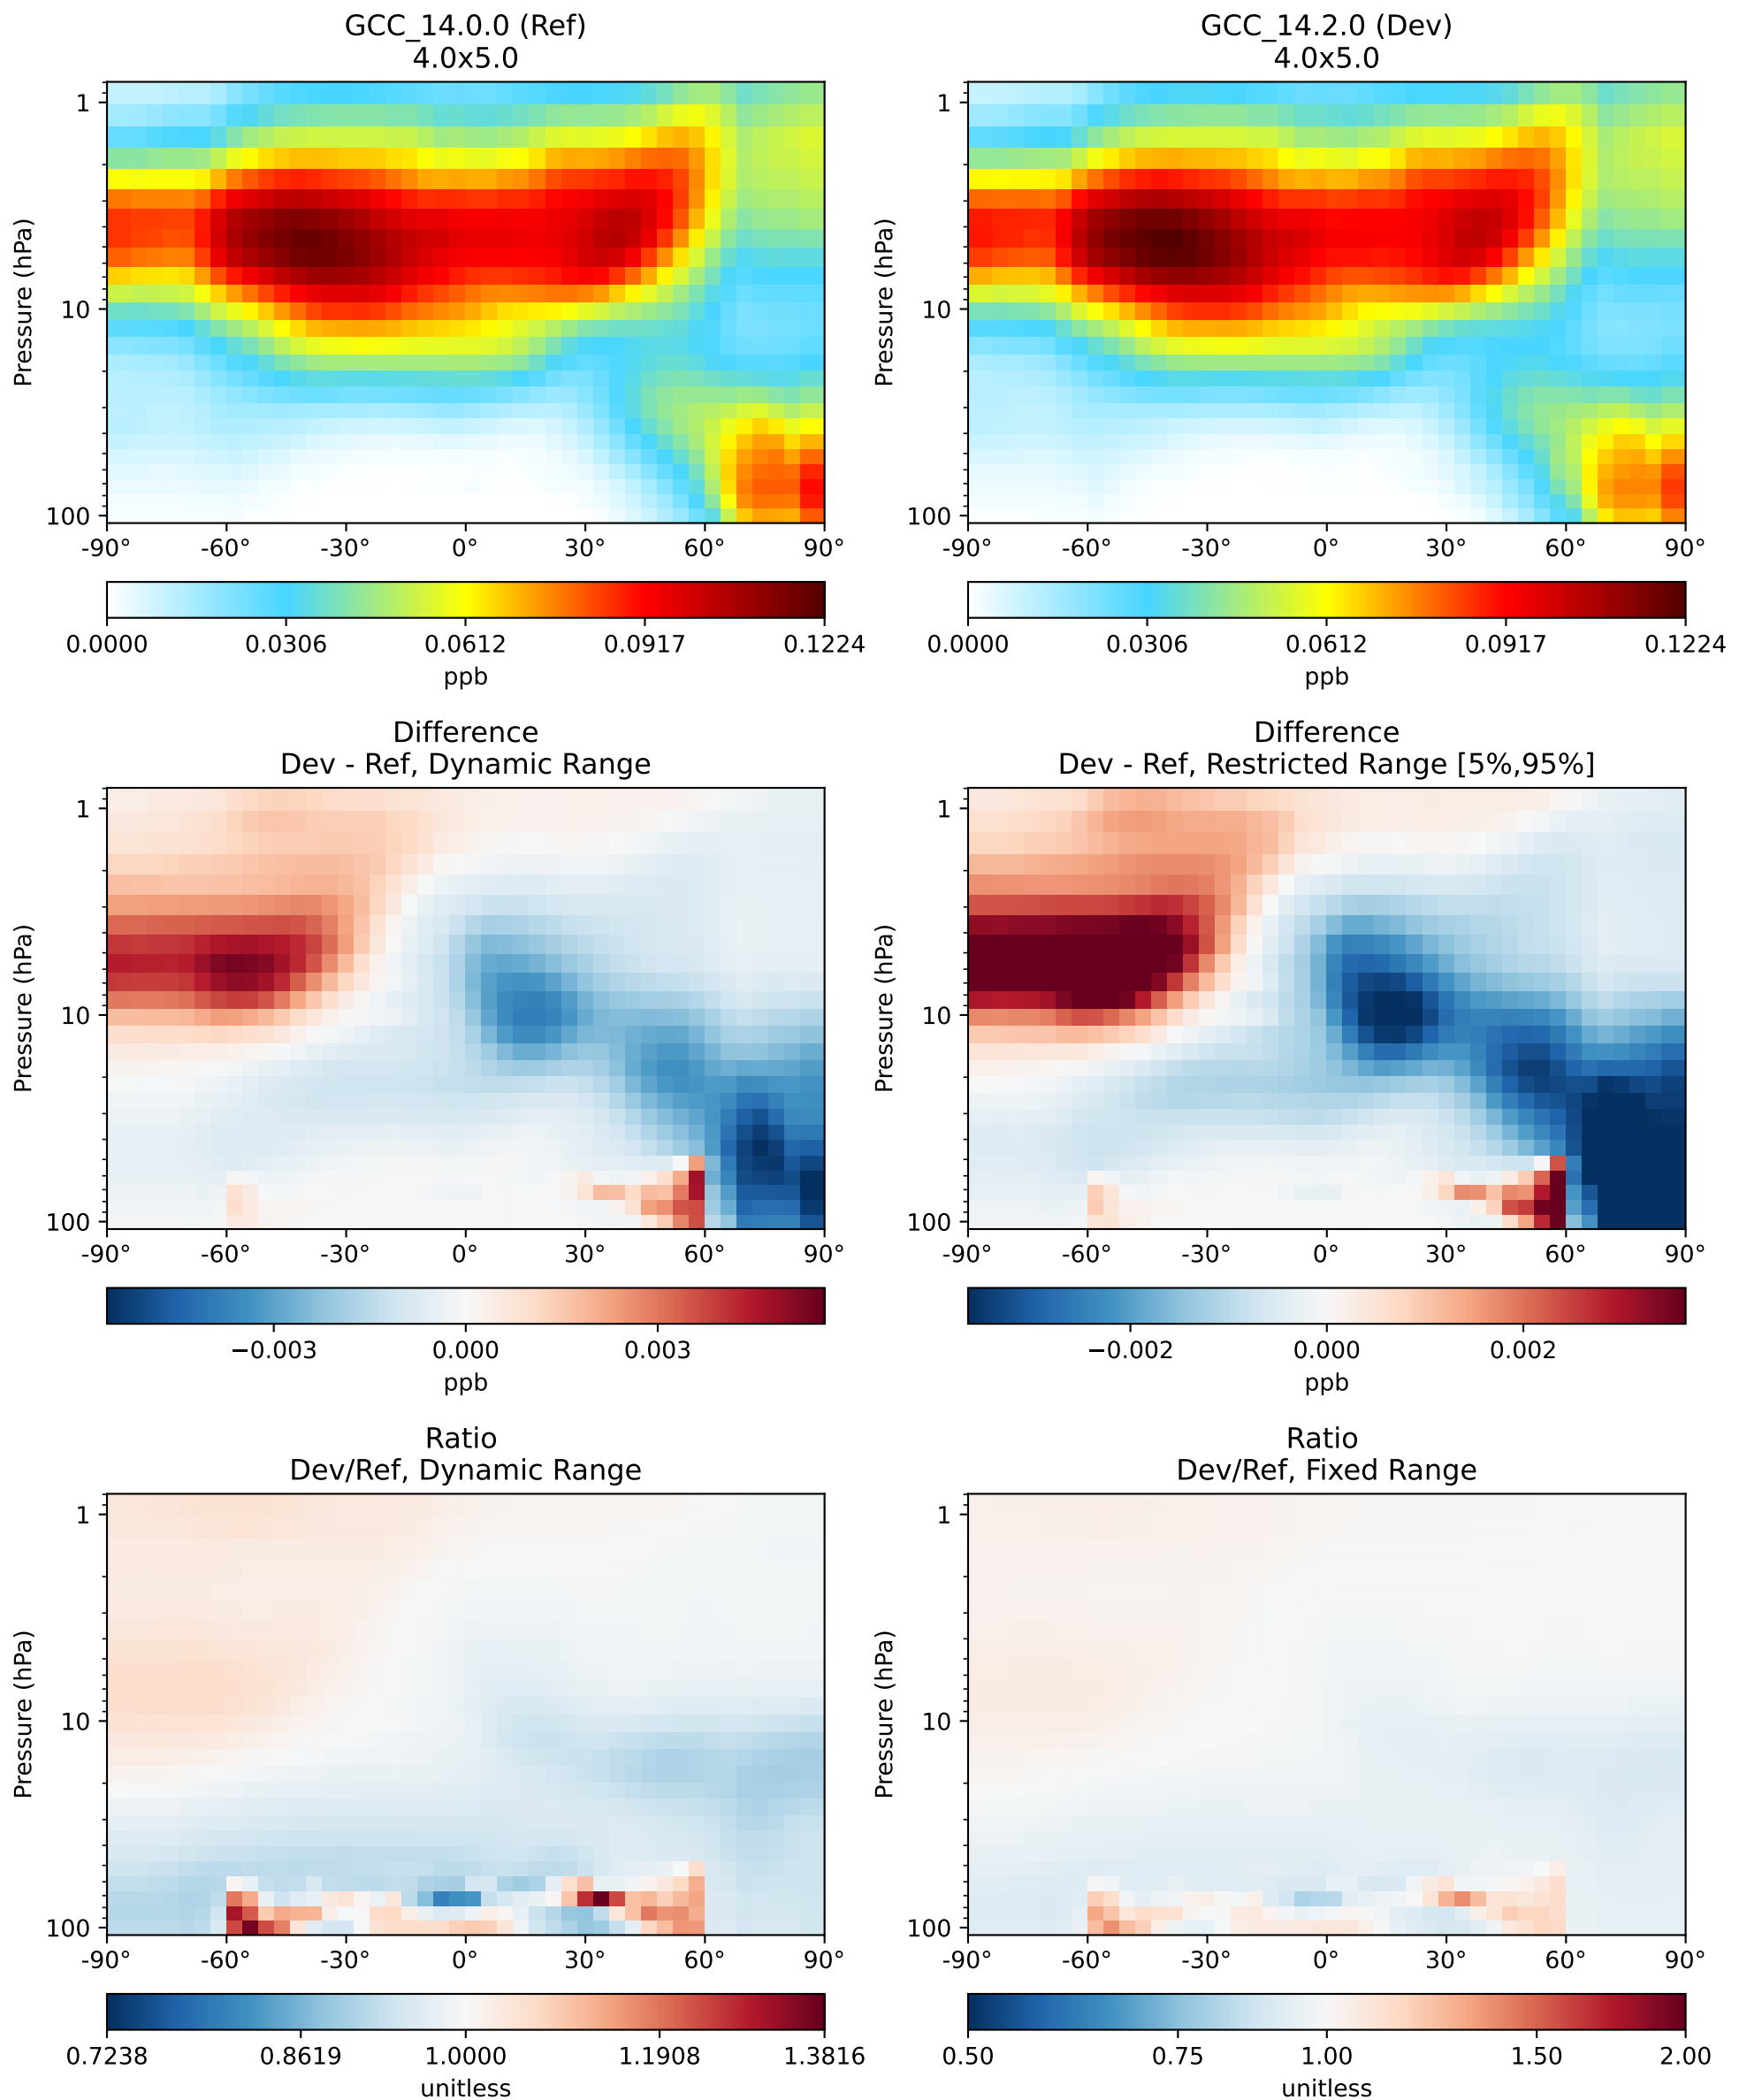 GCC_14.0.0 (Ref)
4.0x5.0
Pressure (hPa)
1
10
100
-90° -60° -30° 0° 30° 60° 90°
0.0000 0.0306 0.0612 0.0917 0.1224
ppb
GCC_14.2.0 (Dev)
4.0x5.0
Pressure (hPa)
1
10
100
-90° -60° -30° 0° 30° 60° 90°
0.0000 0.0306 0.0612 0.0917 0.1224
ppb
Difference
Dev - Ref, Dynamic Range
Pressure (hPa)
1
10
100
-90° -60° -30° 0° 30° 60° 90°
−0.003 0.000 0.003
ppb
Difference
Dev - Ref, Restricted Range [5%,95%]
Pressure (hPa)
1
10
100
-90° -60° -30° 0° 30° 60° 90°
−0.002 0.000 0.002
ppb
Ratio
Dev/Ref, Dynamic Range
Pressure (hPa)
1
10
100
-90° -60° -30° 0° 30° 60° 90°
0.7238 0.8619 1.0000 1.1908 1.3816
unitless
Ratio
Dev/Ref, Fixed Range
Pressure (hPa)
1
10
100
-90° -60° -30° 0° 30° 60° 90°
0.50 0.75 1.00 1.50 2.00
unitless